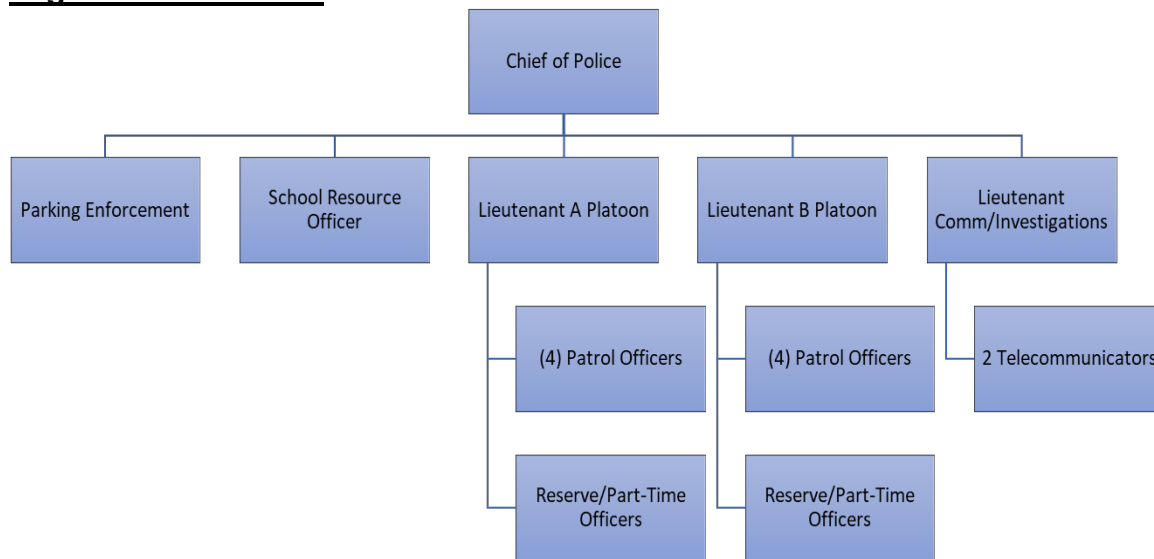 Chief of Police
Parking Enforcement
School Resource
Officer
Lieutenant A Platoon
Lieutenant B Platoon
Lieutenant
Comm/Investigations
(4) Patrol Officers
(4) Patrol Officers
2 Telecommunicators
Reserve/Part-Time
Officers
Reserve/Part-Time
Officers